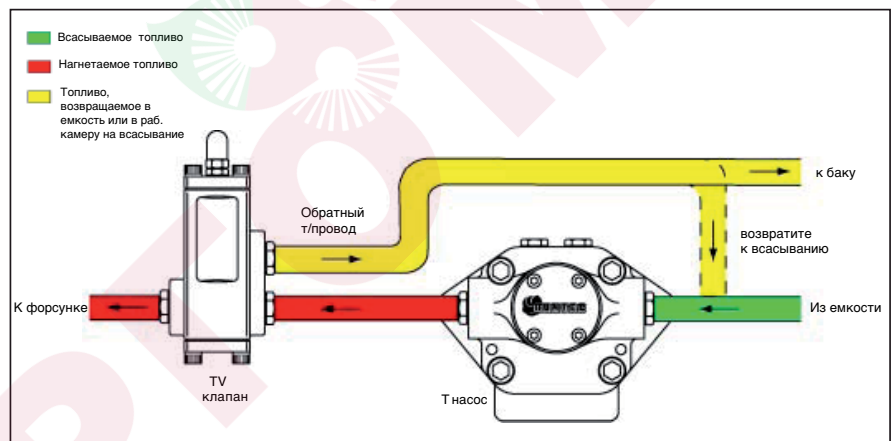 Всасываемое топливо
Нагнетаемое топливо
Топливо,
возвращаемое в
емкость или в раб.
камеру на всасывание
к баку
Обратный
т/провод
возвратите
к всасыванию
К форсунке
Из емкости
TV
клапан
Т насос